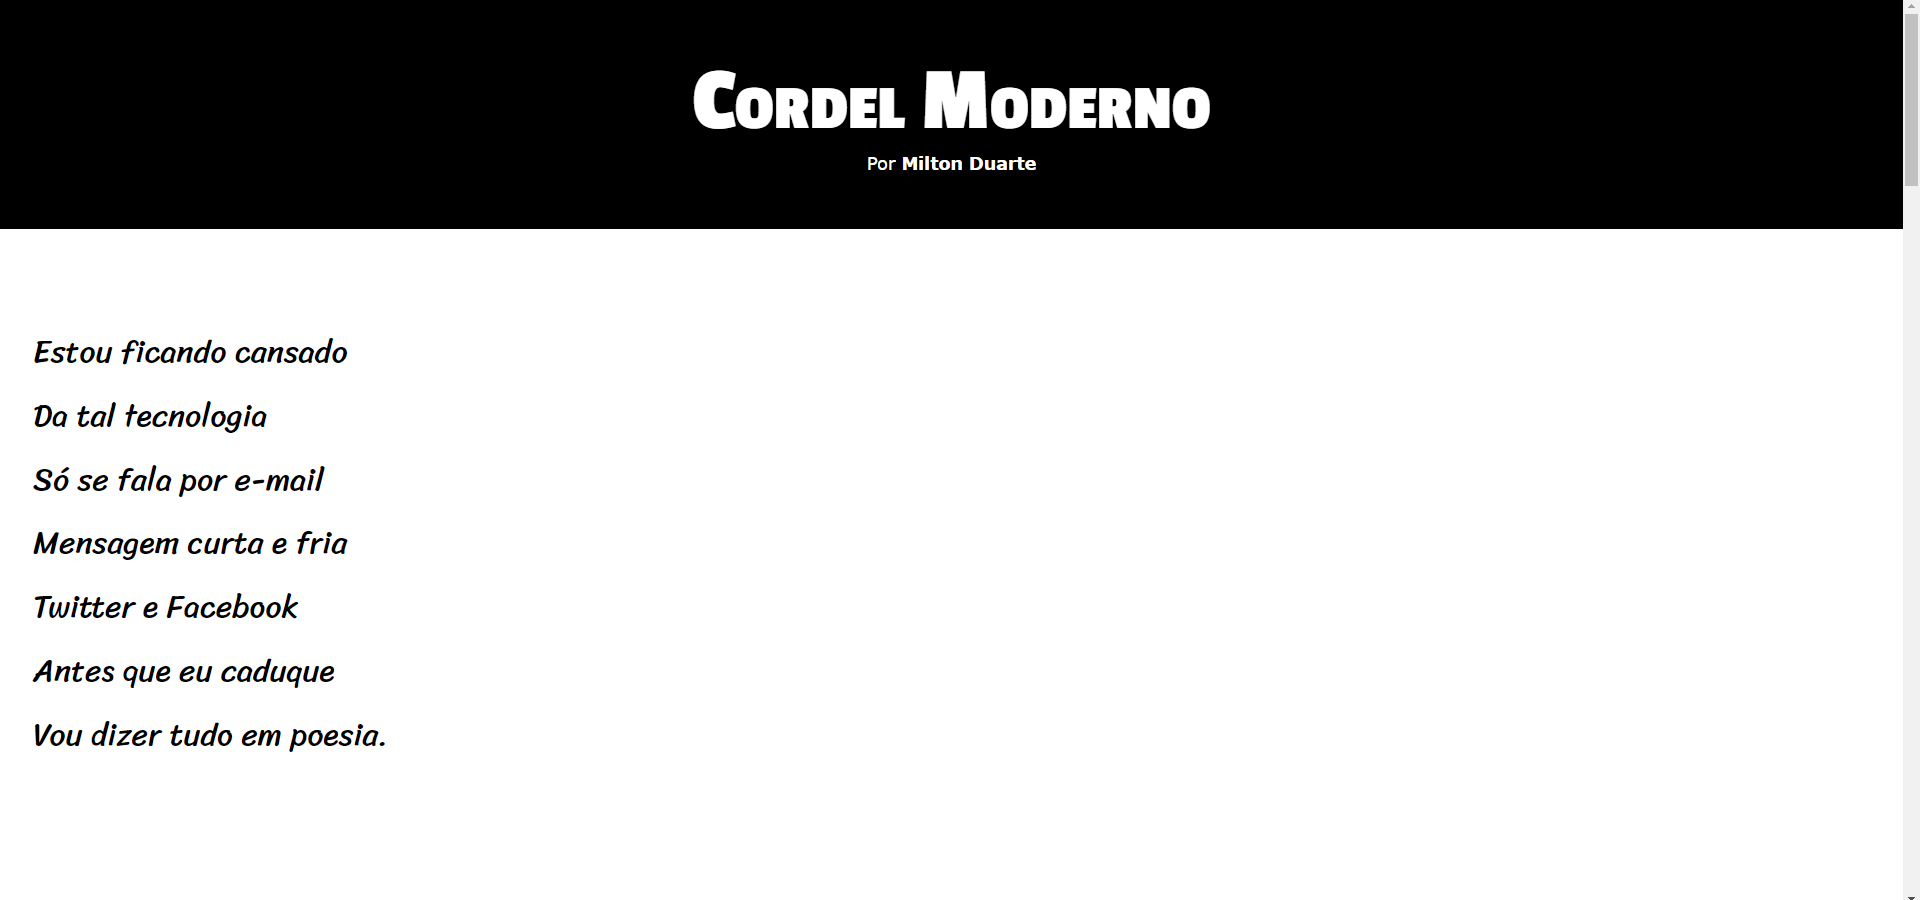 Cordel Moderno
Por Milton Duarte
Estou ficando cansado
Da tal tecnologia
Só se fala por e-mail
Mensagem curta e fria
Twitter e Facebook
Antes que eu caduque
Vou dizer tudo em poesia.